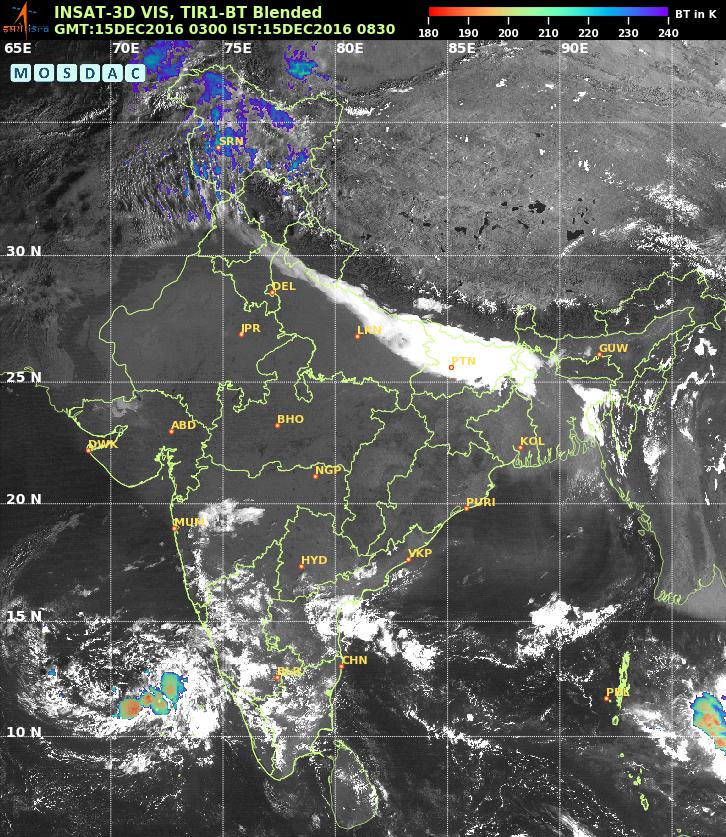 INSAT-3D VIS, TIR1-BT Blended
GMT:15DEC2016 0300 IST:15DEC2016 0830
BT in K
180 190 200 210 220 230 240
65E 70E 75E 80E 85E 90E
MOSDAC
SRN
30 N
DEL
JPR LKN
GUW
PTN
25 N
ABD BHO
DWK KOL
NGP
20 N
PURI
MUM
HYD VKP
15 N
CHN
BLR
PBL
10 N